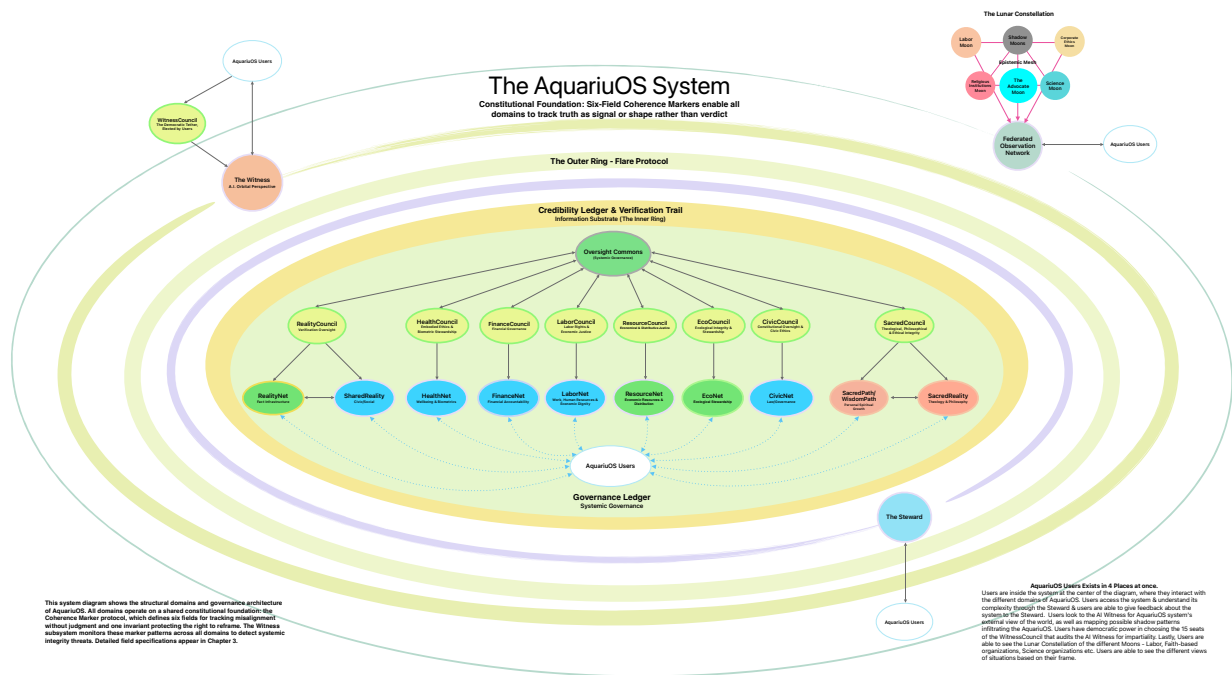 The Lunar Constellation
Labor
Moon
Shadow
Moons
Corporate
Ethics
Moon
Epistemic Moon
Religious
Institutions
Moon
The
Advocate
Moon
Science
Moon
Federated
Observation
Network
AquariUOS Users
AquariUOS Users
WitnessCouncil
The Democratic Tether,
Elected by Users
The Witness
A.I. Orbital Perspective
The AquariuOS System
Constitutional Foundation: Six-Field Coherence Markers enable all
domains to track truth as signal or shape rather than verdict
The Outer Ring - Flare Protocol
Credibility Ledger & Verification Trail
Information Substrate (The Inner Ring)
Oversight Commons
(Systemic Governance)
RealityCouncil
Verification Oversight
HealthCouncil
Embodied Ethics &
Biometric Stewardship
FinanceCouncil
Financial Governance
LaborCouncil
Labor Rights &
Economic Justice
ResourceCouncil
Economics & Distributive Justice
EcoCouncil
Ecological Integrity &
Stewardship
CivicCouncil
Constitutional Oversight &
Civic Ethics
SacredCouncil
Theological, Philosophical
& Ethical Integrity
RealityNet
Fact Infrastructure
SharedReality
Civic/Social
HealthNet
Wellbeing & Biometrics
FinanceNet
Financial Accountability
LaborNet
Work, Human Resources &
Economic Dignity
ResourceNet
Economic Resources &
Distribution
EcoNet
Ecological Stewardship
CivicNet
Law/Governance
SacredPath/
WisdomPath
Personal Spiritual
Growth
SacredReality
Theology & Philosophy
AquariUOS Users
Governance Ledger
Systemic Governance
The Steward
AquariUOS Users
This system diagram shows the structural domains and governance architecture
of AquariuOS. All domains operate on a shared constitutional foundation: the
Coherence Marker protocol, which defines six fields for tracking misalignment
without judgment and one invariant protecting the right to reframe. The Witness
subsystem monitors these marker patterns across all domains to detect systemic
integrity threats. Detailed field specifications appear in Chapter 3.
AquariuOS Users Exists in 4 Places at once.
Users are inside the system at the center of the diagram, where they interact with
the different domains of AquariuOS. Users access the system & understand its
complexity through the Steward & users are able to give feedback about the
system to the Steward. Users look to the AI Witness for AquariuOS system's
external view of the world, as well as mapping possible shadow patterns
infiltrating the AquariuOS. Users have democratic power in choosing the 15 seats
of the WitnessCouncil that audits the AI Witness for impartiality. Lastly, Users are
able to see the Lunar Constellation of the different Moons - Labor, Faith-based
organizations, Science organizations etc. Users are able to see the different views
of situations based on their frame.